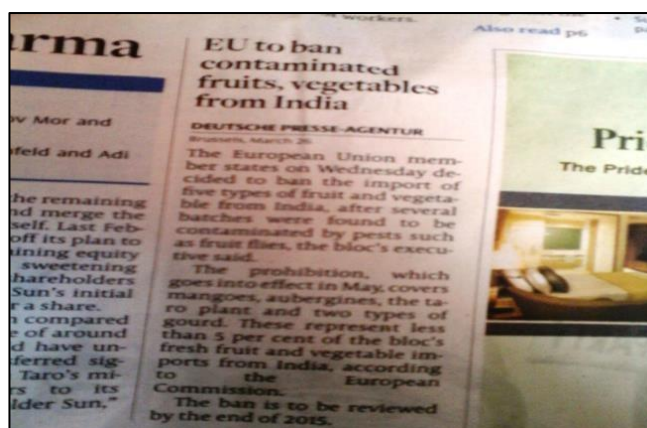 workers.
Also read p6
arma
ov Mor and
nfeld and Adi
he remaining
nd merge the
self. Last Feb-
off its plan to
ining equity
sweetening
hareholders
Sun's initial
r a share.
n compared
e of around
d have un-
ferred sig-
Taro's mi-
rs to its
lder Sun,"
EU to ban
contaminated
fruits, vegetables
from India
DEUTSCHE PRESSE-AGENTUR
Brussels, March 26
The European Union mem-
ber states on Wednesday de-
cided to ban the import of
five types of fruit and vegeta-
ble from India, after several
batches were found to be
contaminated by pests such
as fruit flies, the bloc's execu-
tive said.
The prohibition, which
goes into effect in May, covers
mangoes, aubergines, the ta-
ro plant and two types of
gourd. These represent less
than 5 per cent of the bloc's
fresh fruit and vegetable im-
ports from India, according
to the European
Commission.
The ban is to be reviewed
by the end of 2015.
Pri
The Pride